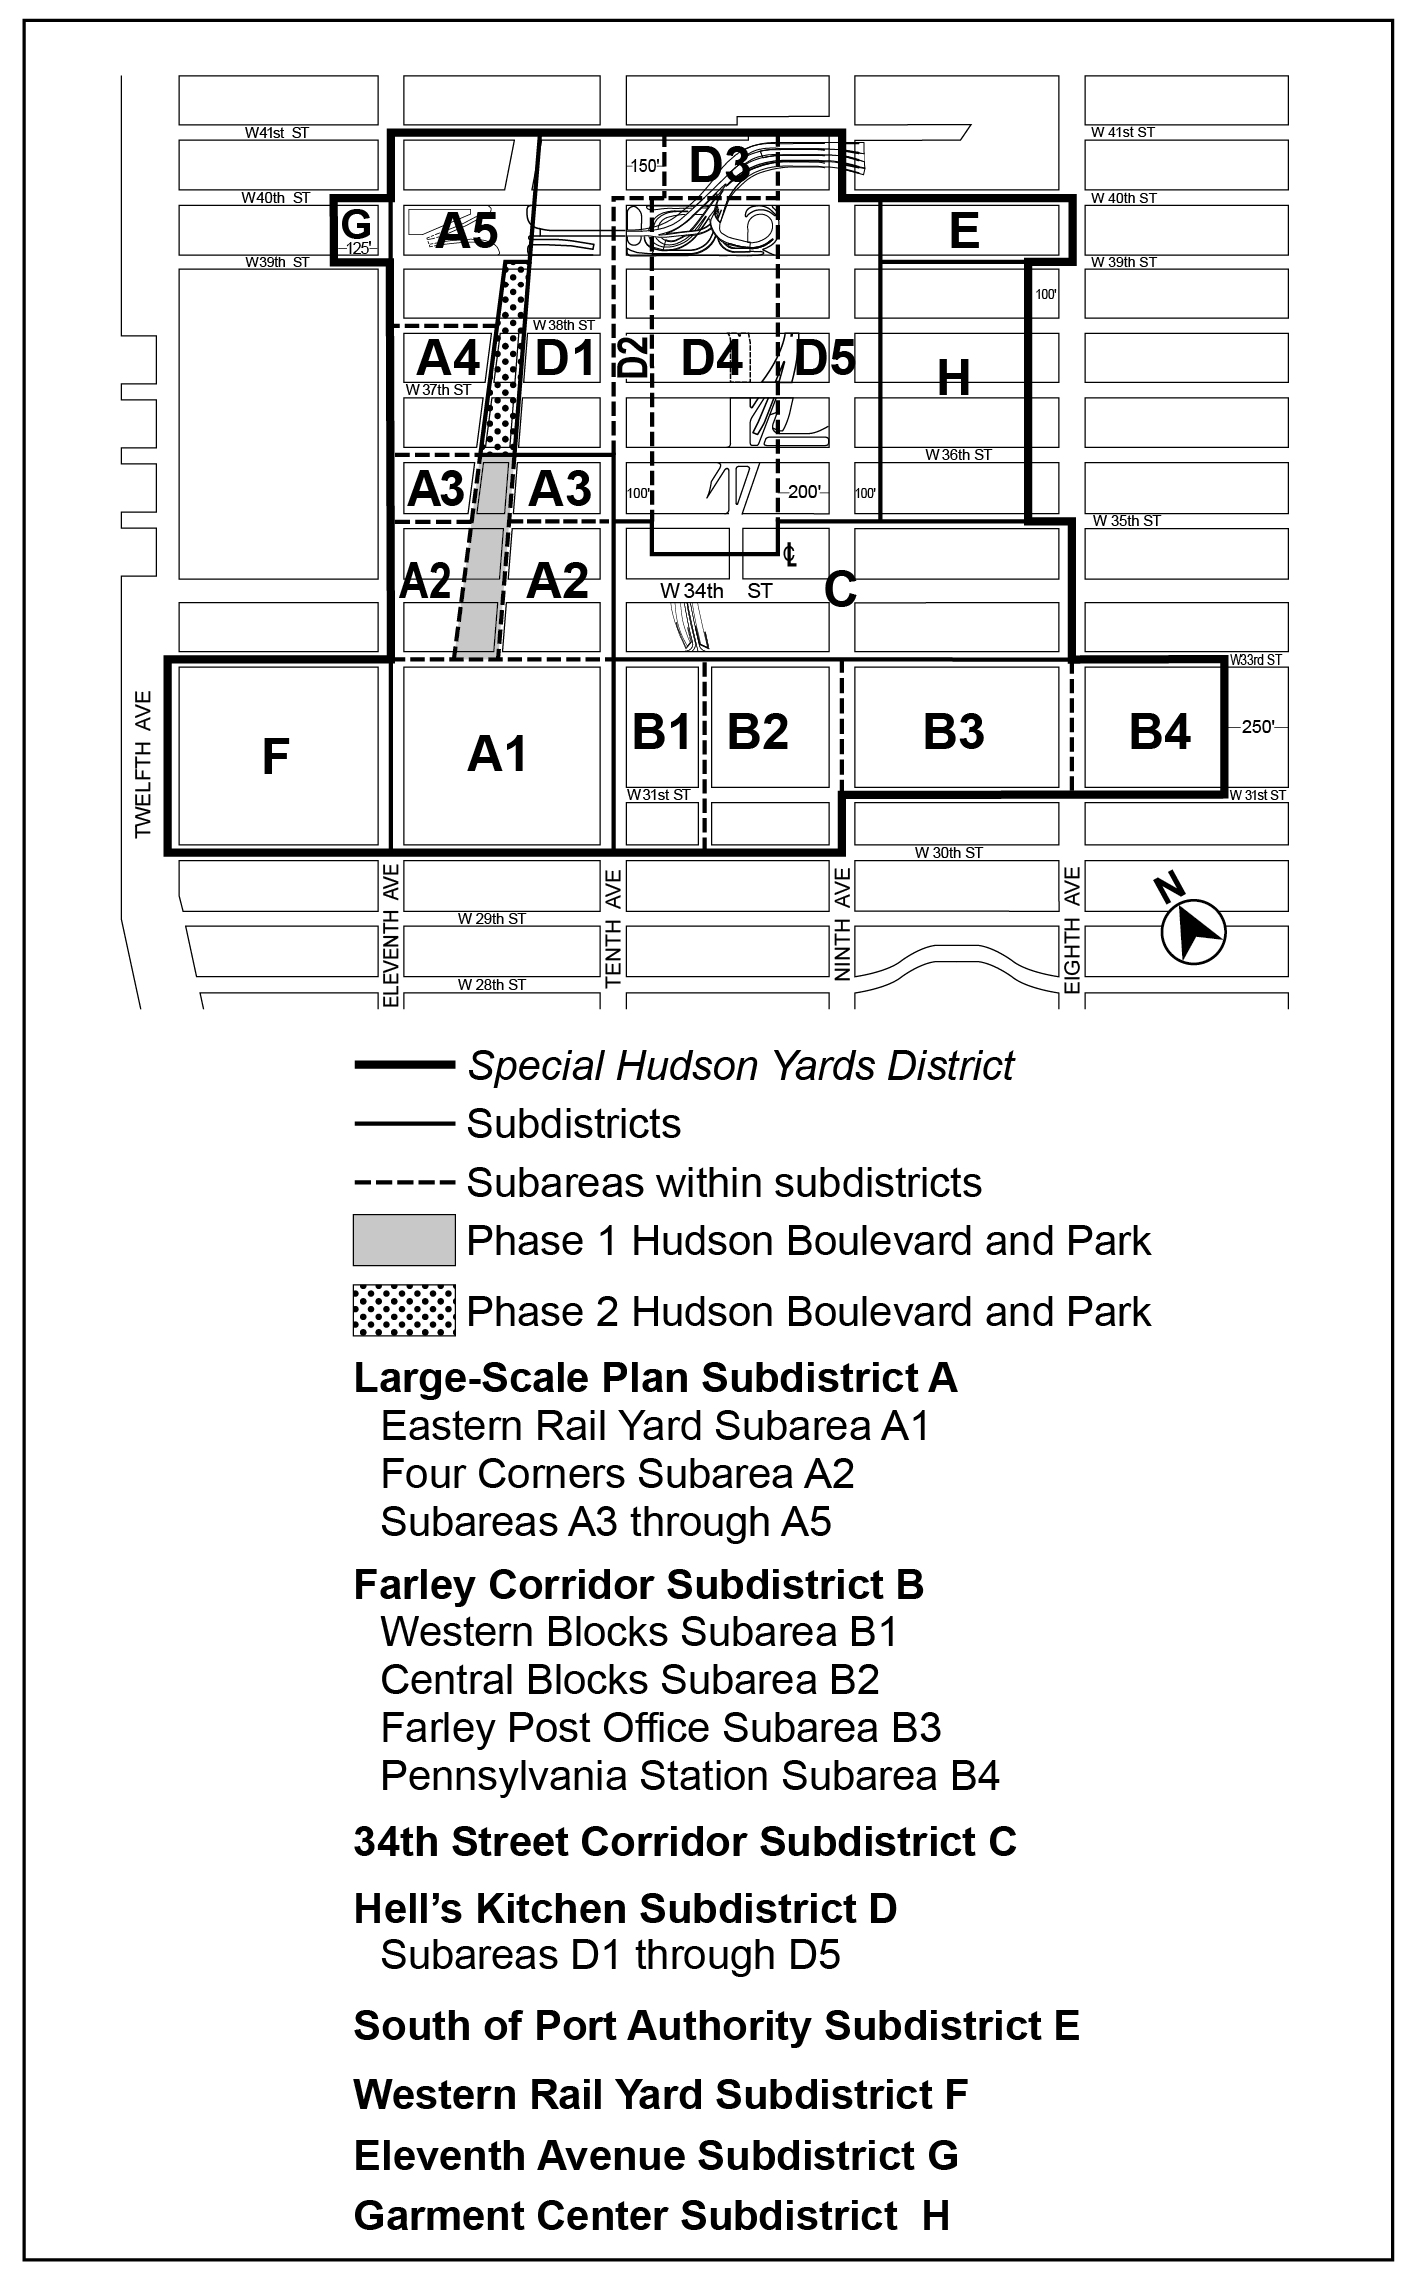 W 41st ST
W 41st ST
150'
D3
W 40th ST
W 40th ST
G
125'
A5
E
W 39th ST
W 39th ST
100'
W 38th ST
A4
D1
D2
D4
D5
H
W 37th ST
W 36th ST
A3
A3
100'
200'
100'
W 35th ST
℄
A2
A2
W 34th ST
C
W 33rd ST
TWELFTH AVE
F
A1
B1
B2
B3
B4
250'
W 31st ST
W 31st ST
W 30th ST
ELEVENTH AVE
TENTH AVE
NINTH AVE
EIGHTH AVE
N
W 29th ST
W 28th ST
Special Hudson Yards District
Subdistricts
Subareas within subdistricts
Phase 1 Hudson Boulevard and Park
Phase 2 Hudson Boulevard and Park
Large-Scale Plan Subdistrict A
Eastern Rail Yard Subarea A1
Four Corners Subarea A2
Subareas A3 through A5
Farley Corridor Subdistrict B
Western Blocks Subarea B1
Central Blocks Subarea B2
Farley Post Office Subarea B3
Pennsylvania Station Subarea B4
34th Street Corridor Subdistrict C
Hell’s Kitchen Subdistrict D
Subareas D1 through D5
South of Port Authority Subdistrict E
Western Rail Yard Subdistrict F
Eleventh Avenue Subdistrict G
Garment Center Subdistrict H